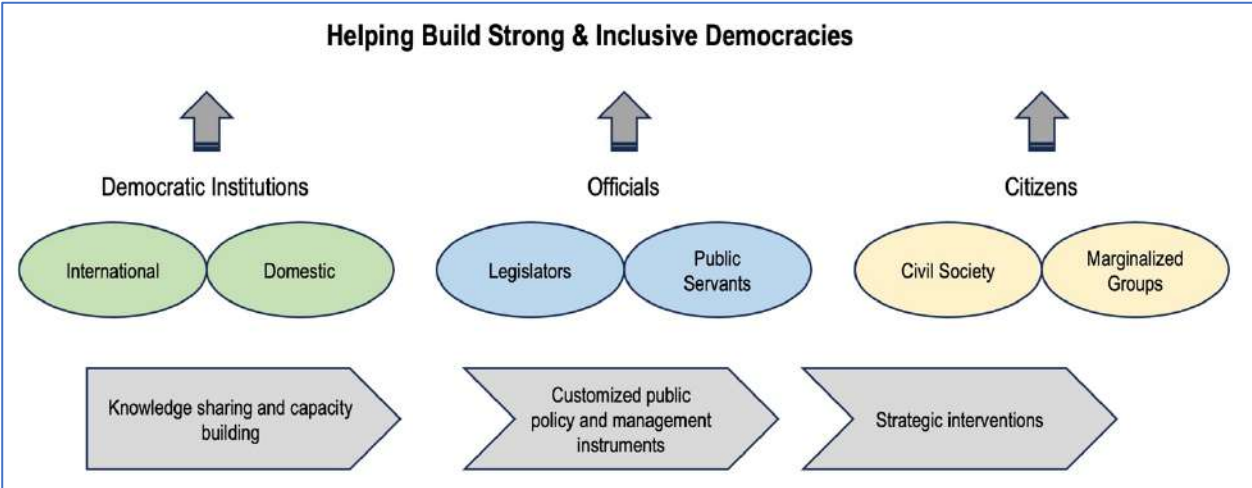 Helping Build Strong & Inclusive Democracies
Democratic Institutions
Officials
Citizens
International
Domestic
Legislators
Public
Servants
Civil Society
Marginalized
Groups
Knowledge sharing and capacity
building
Customized public
policy and management
instruments
Strategic interventions